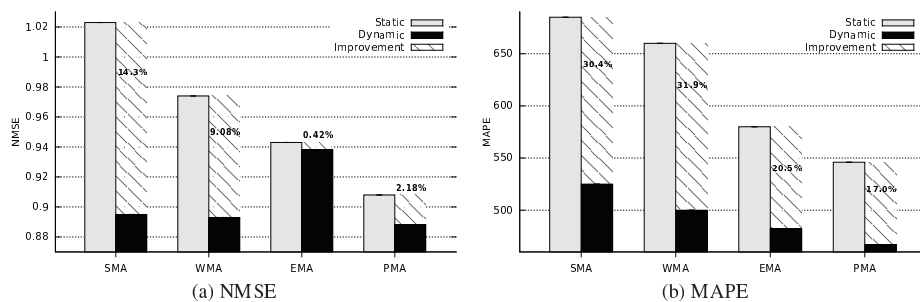 1.02
1
0.98
0.96
0.94
0.92
0.9
0.88
NMSE
Static
Dynamic
Improvement
14.3%
9.08%
0.42%
2.18%
SMA WMA EMA PMA
(a) NMSE
650
600
550
500
MAPE
Static
Dynamic
Improvement
30.4%
31.9%
20.5%
17.0%
SMA WMA EMA PMA
(b) MAPE